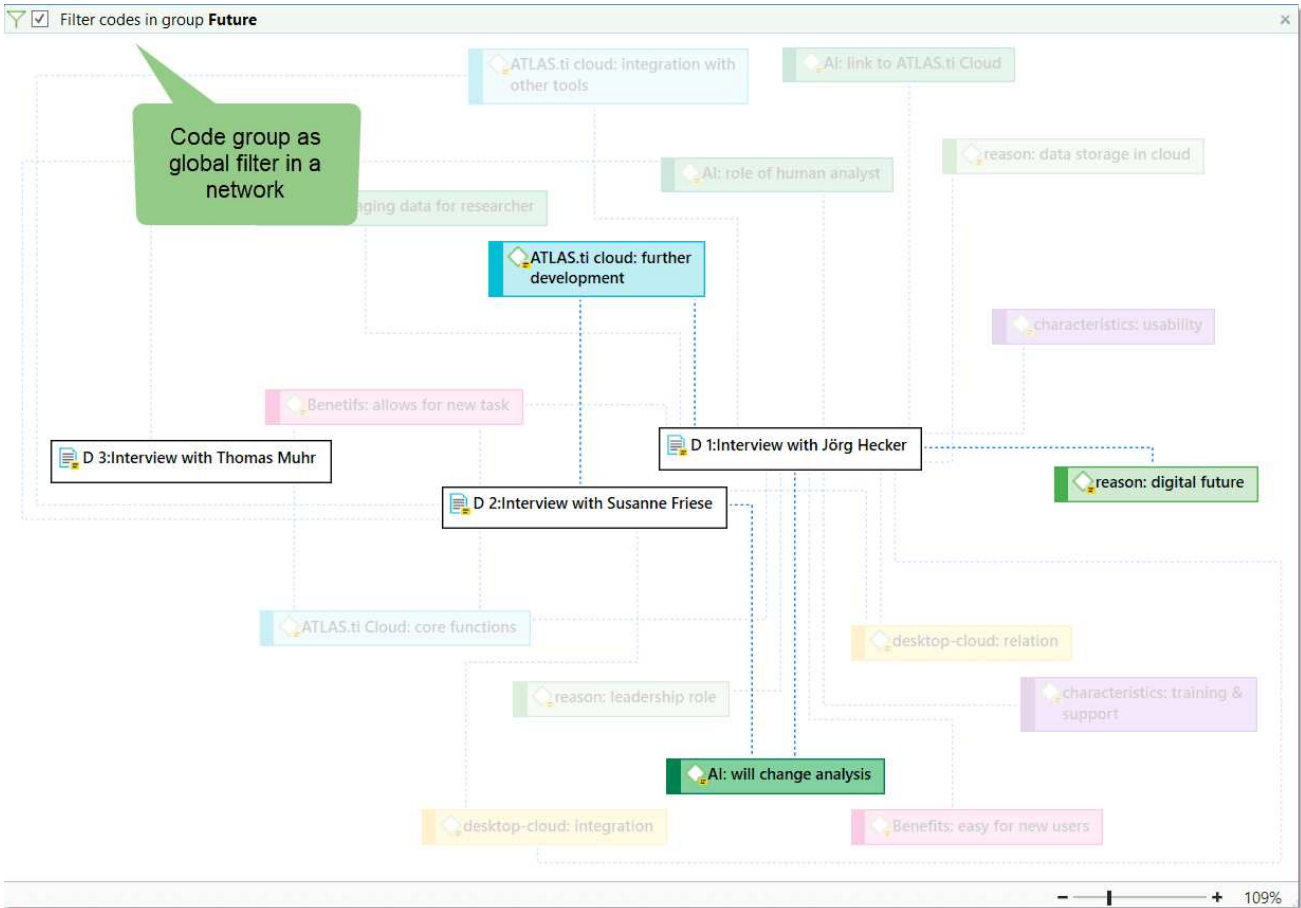 Filter codes in group Future
ATLAS.ti cloud: integration with
other tools
AI: link to ATLAS.ti Cloud
Code group as
global filter in a
network
reason: data storage in cloud
AI: role of human analyst
aging data for researcher
ATLAS.ti cloud: further
development
characteristics: usability
Benetifs: allows for new task
D 1:Interview with Jörg Hecker
D 3:Interview with Thomas Muhr
reason: digital future
D 2:Interview with Susanne Friese
ATLAS.ti Cloud: core functions
desktop-cloud: relation
reason: leadership role
characteristics: training &
support
AI: will change analysis
desktop-cloud: integration
Benefits: easy for new users
109%